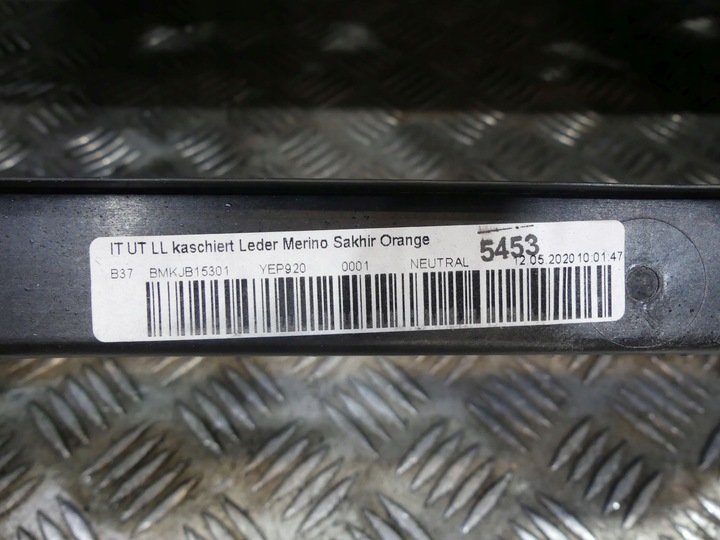 IT UT LL kaschiert Leder Merino Sakhir Orange
5453
B37 BMKJB15301 YEP920 0001 NEUTRAL 12.05.2020 10:01:47